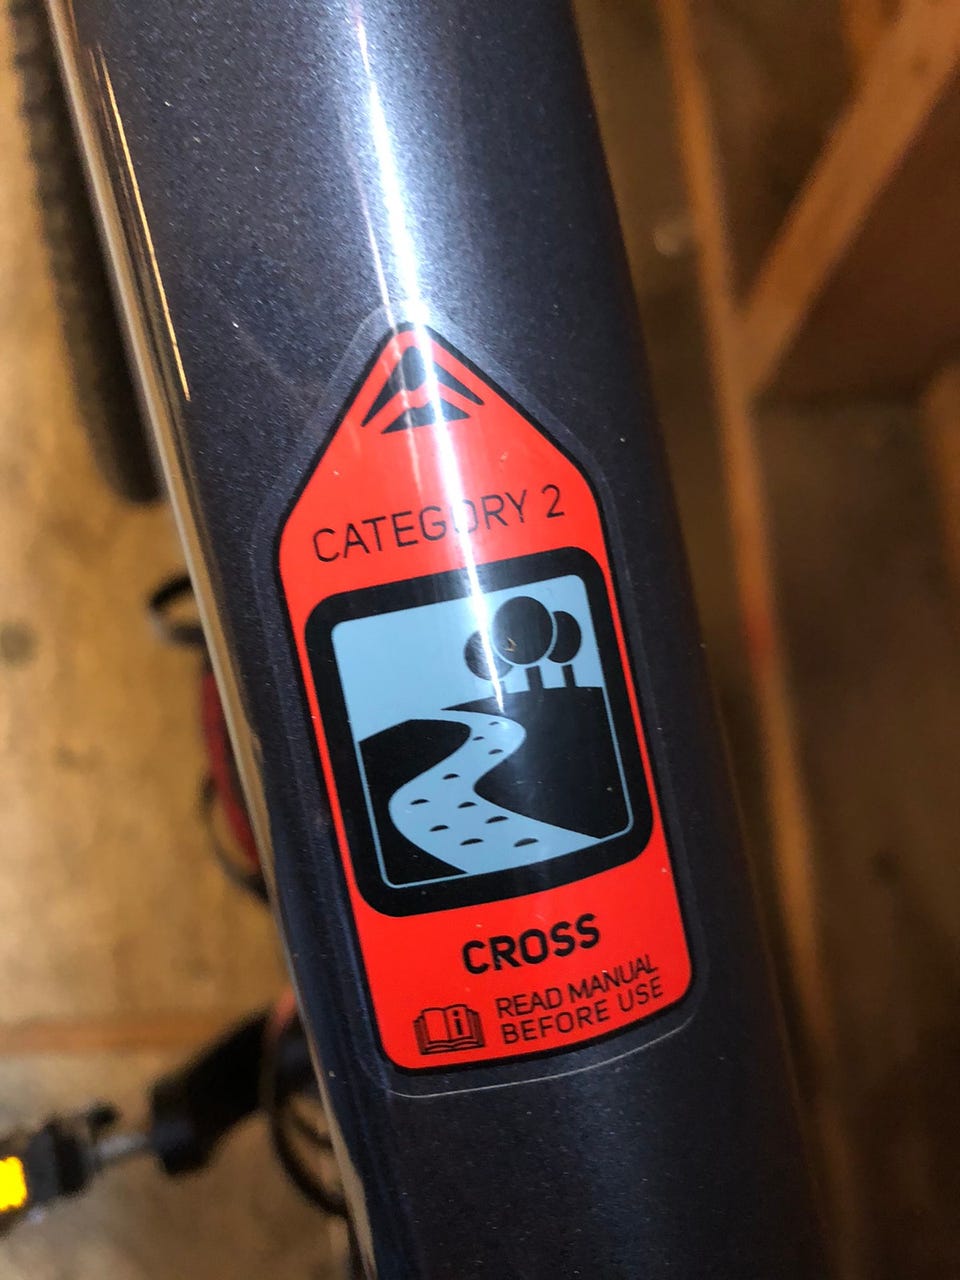 CATEGORY 2
CROSS
READ MANUAL
BEFORE USE